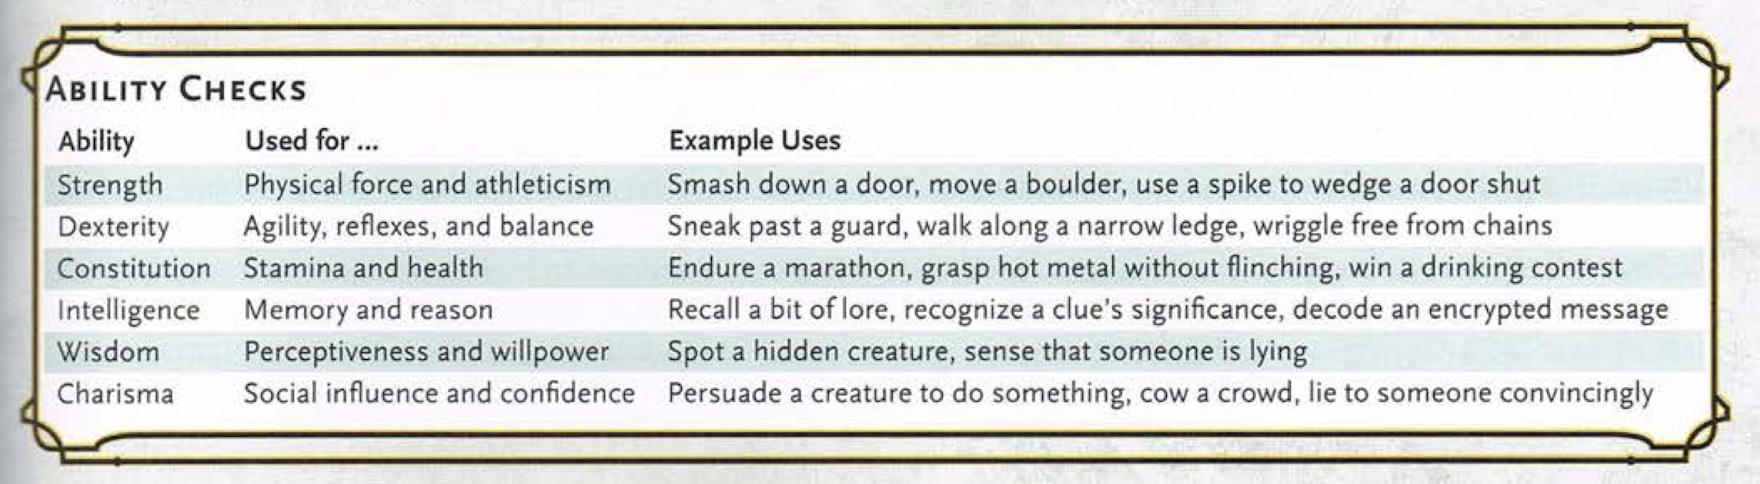 ABILITY CHECKS
Ability Used for ... Example Uses
Strength Physical force and athleticism Smash down a door, move a boulder, use a spike to wedge a door shut
Dexterity Agility, reflexes, and balance Sneak past a guard, walk along a narrow ledge, wriggle free from chains
Constitution Stamina and health Endure a marathon, grasp hot metal without flinching, win a drinking contest
Intelligence Memory and reason Recall a bit of lore, recognize a clue's significance, decode an encrypted message
Wisdom Perceptiveness and willpower Spot a hidden creature, sense that someone is lying
Charisma Social influence and confidence Persuade a creature to do something, cow a crowd, lie to someone convincingly